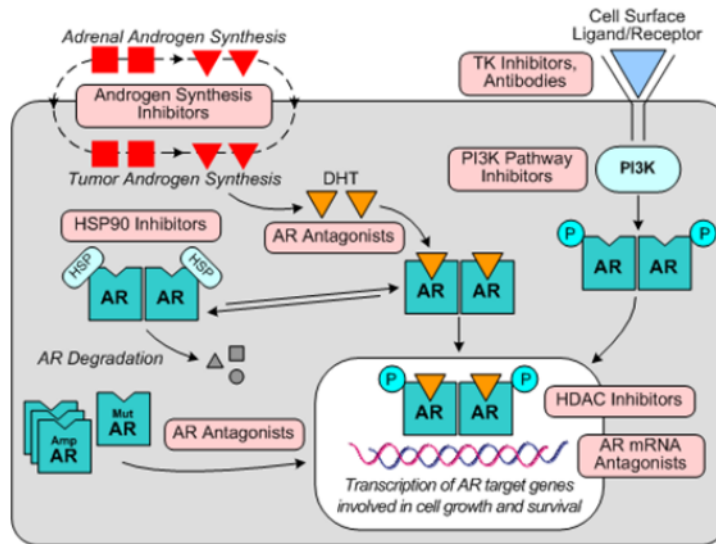 Adrenal Androgen Synthesis
Androgen Synthesis
Inhibitors
Tumor Androgen Synthesis
Cell Surface
Ligand/Receptor
TK Inhibitors,
Antibodies
PI3K Pathway
Inhibitors
PI3K
DHT
AR Antagonists
HSP90 Inhibitors
HSP
HSP
AR
AR
AR
AR
P
P
AR
AR
AR Degradation
Amp
AR
Mut
AR
AR Antagonists
P
P
AR
AR
HDAC Inhibitors
AR mRNA
Antagonists
Transcription of AR target genes
involved in cell growth and survival